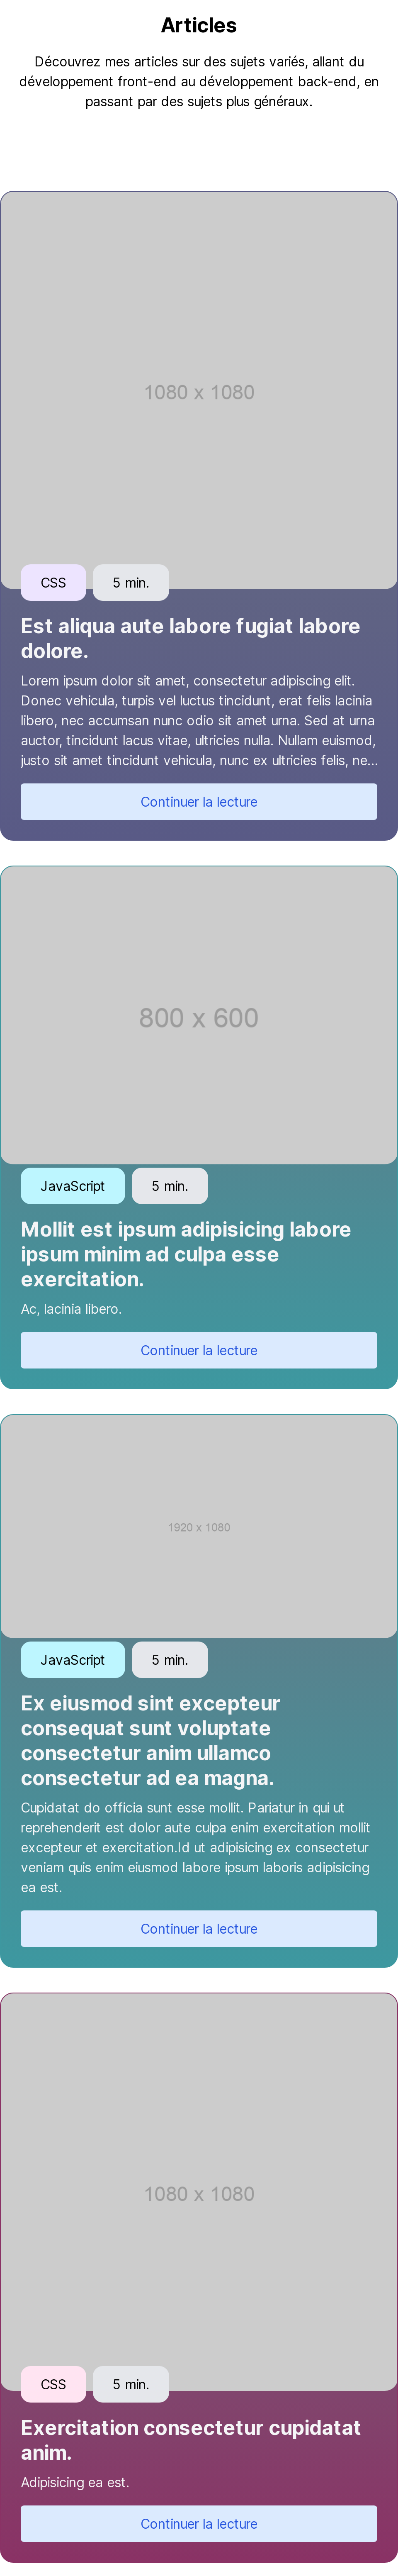 Articles
Découvrez mes articles sur des sujets variés, allant du
développement front-end au développement back-end, en
passant par des sujets plus généraux.
1080 x 1080
CSS
5 min.
Est aliqua aute labore fugiat labore
dolore.
Lorem ipsum dolor sit amet, consectetur adipiscing elit.
Donec vehicula, turpis vel luctus tincidunt, erat felis lacinia
libero, nec accumsan nunc odio sit amet urna. Sed at urna
auctor, tincidunt lacus vitae, ultricies nulla. Nullam euismod,
justo sit amet tincidunt vehicula, nunc ex ultricies felis, ne…
Continuer la lecture
800 x 600
JavaScript
5 min.
Mollit est ipsum adipisicing labore
ipsum minim ad culpa esse
exercitation.
Ac, lacinia libero.
Continuer la lecture
1920 x 1080
JavaScript
5 min.
Ex eiusmod sint excepteur
consequat sunt voluptate
consectetur anim ullamco
consectetur ad ea magna.
Cupidatat do officia sunt esse mollit. Pariatur in qui ut
reprehenderit est dolor aute culpa enim exercitation mollit
excepteur et exercitation.Id ut adipisicing ex consectetur
veniam quis enim eiusmod labore ipsum laboris adipisicing
ea est.
Continuer la lecture
1080 x 1080
CSS
5 min.
Exercitation consectetur cupidatat
anim.
Adipisicing ea est.
Continuer la lecture